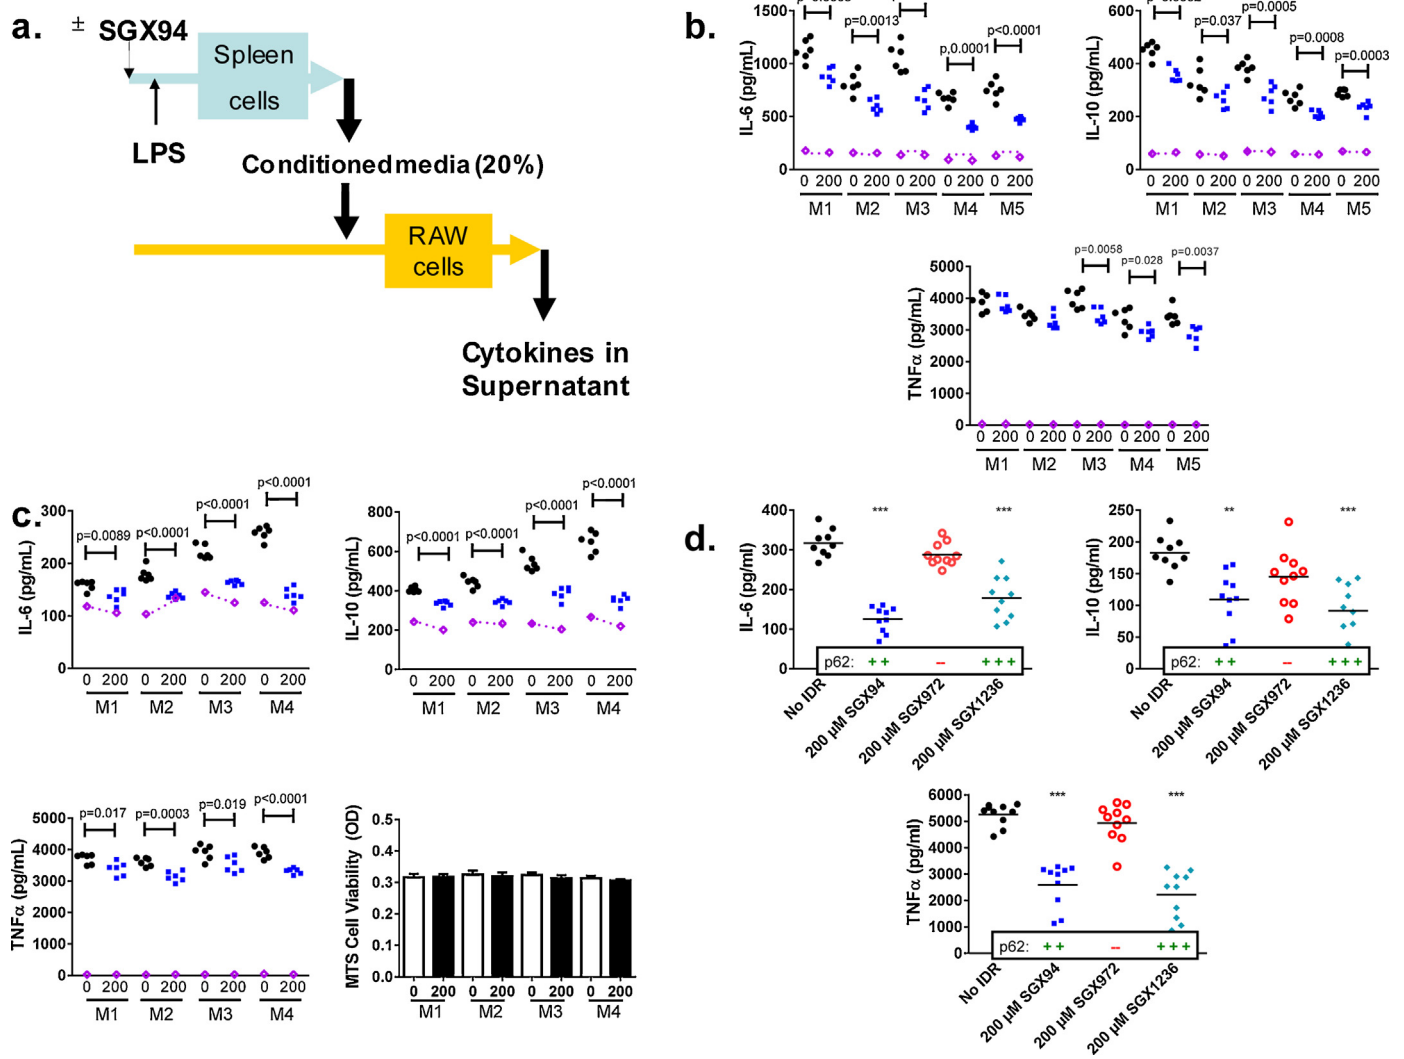 a.
± SGX94
Spleen
cells
LPS
Conditioned media (20%)
RAW
cells
Cytokines in
Supernatant
b.
IL-6 (pg/mL)
1500
1000
500
0
p=0.0013
p,0.0001
p<0.0001
0 200 0 200 0 200 0 200 0 200
M1 M2 M3 M4 M5
IL-10 (pg/mL)
600
400
200
0
p=0.037
p=0.0005
p=0.0008
p=0.0003
0 200 0 200 0 200 0 200 0 200
M1 M2 M3 M4 M5
TNFα (pg/mL)
5000
4000
3000
2000
1000
0
p=0.0058
p=0.028
p=0.0037
0 200 0 200 0 200 0 200 0 200
M1 M2 M3 M4 M5
c.
IL-6 (pg/mL)
300
200
100
0
p=0.0089
p<0.0001
p<0.0001
p<0.0001
0 200 0 200 0 200 0 200
M1 M2 M3 M4
IL-10 (pg/mL)
800
600
400
200
0
p<0.0001
p<0.0001
p<0.0001
p<0.0001
0 200 0 200 0 200 0 200
M1 M2 M3 M4
TNFα (pg/mL)
5000
4000
3000
2000
1000
0
p=0.017
p=0.0003
p=0.019
p<0.0001
0 200 0 200 0 200 0 200
M1 M2 M3 M4
MTS Cell Viability (OD)
0.5
0.4
0.3
0.2
0.1
0.0
0 200 0 200 0 200 0 200
M1 M2 M3 M4
d.
IL-6 (pg/ml)
400
300
200
100
0
*** ***
p62: ++ -- +++
No IDR
200 µM SGX94
200 µM SGX972
200 µM SGX1236
IL-10 (pg/ml)
250
200
150
100
50
0
** ***
p62: ++ -- +++
No IDR
200 µM SGX94
200 µM SGX972
200 µM SGX1236
TNFα (pg/ml)
6000
5000
4000
3000
2000
1000
0
*** ***
p62: ++ -- +++
No IDR
200 µM SGX94
200 µM SGX972
200 µM SGX1236